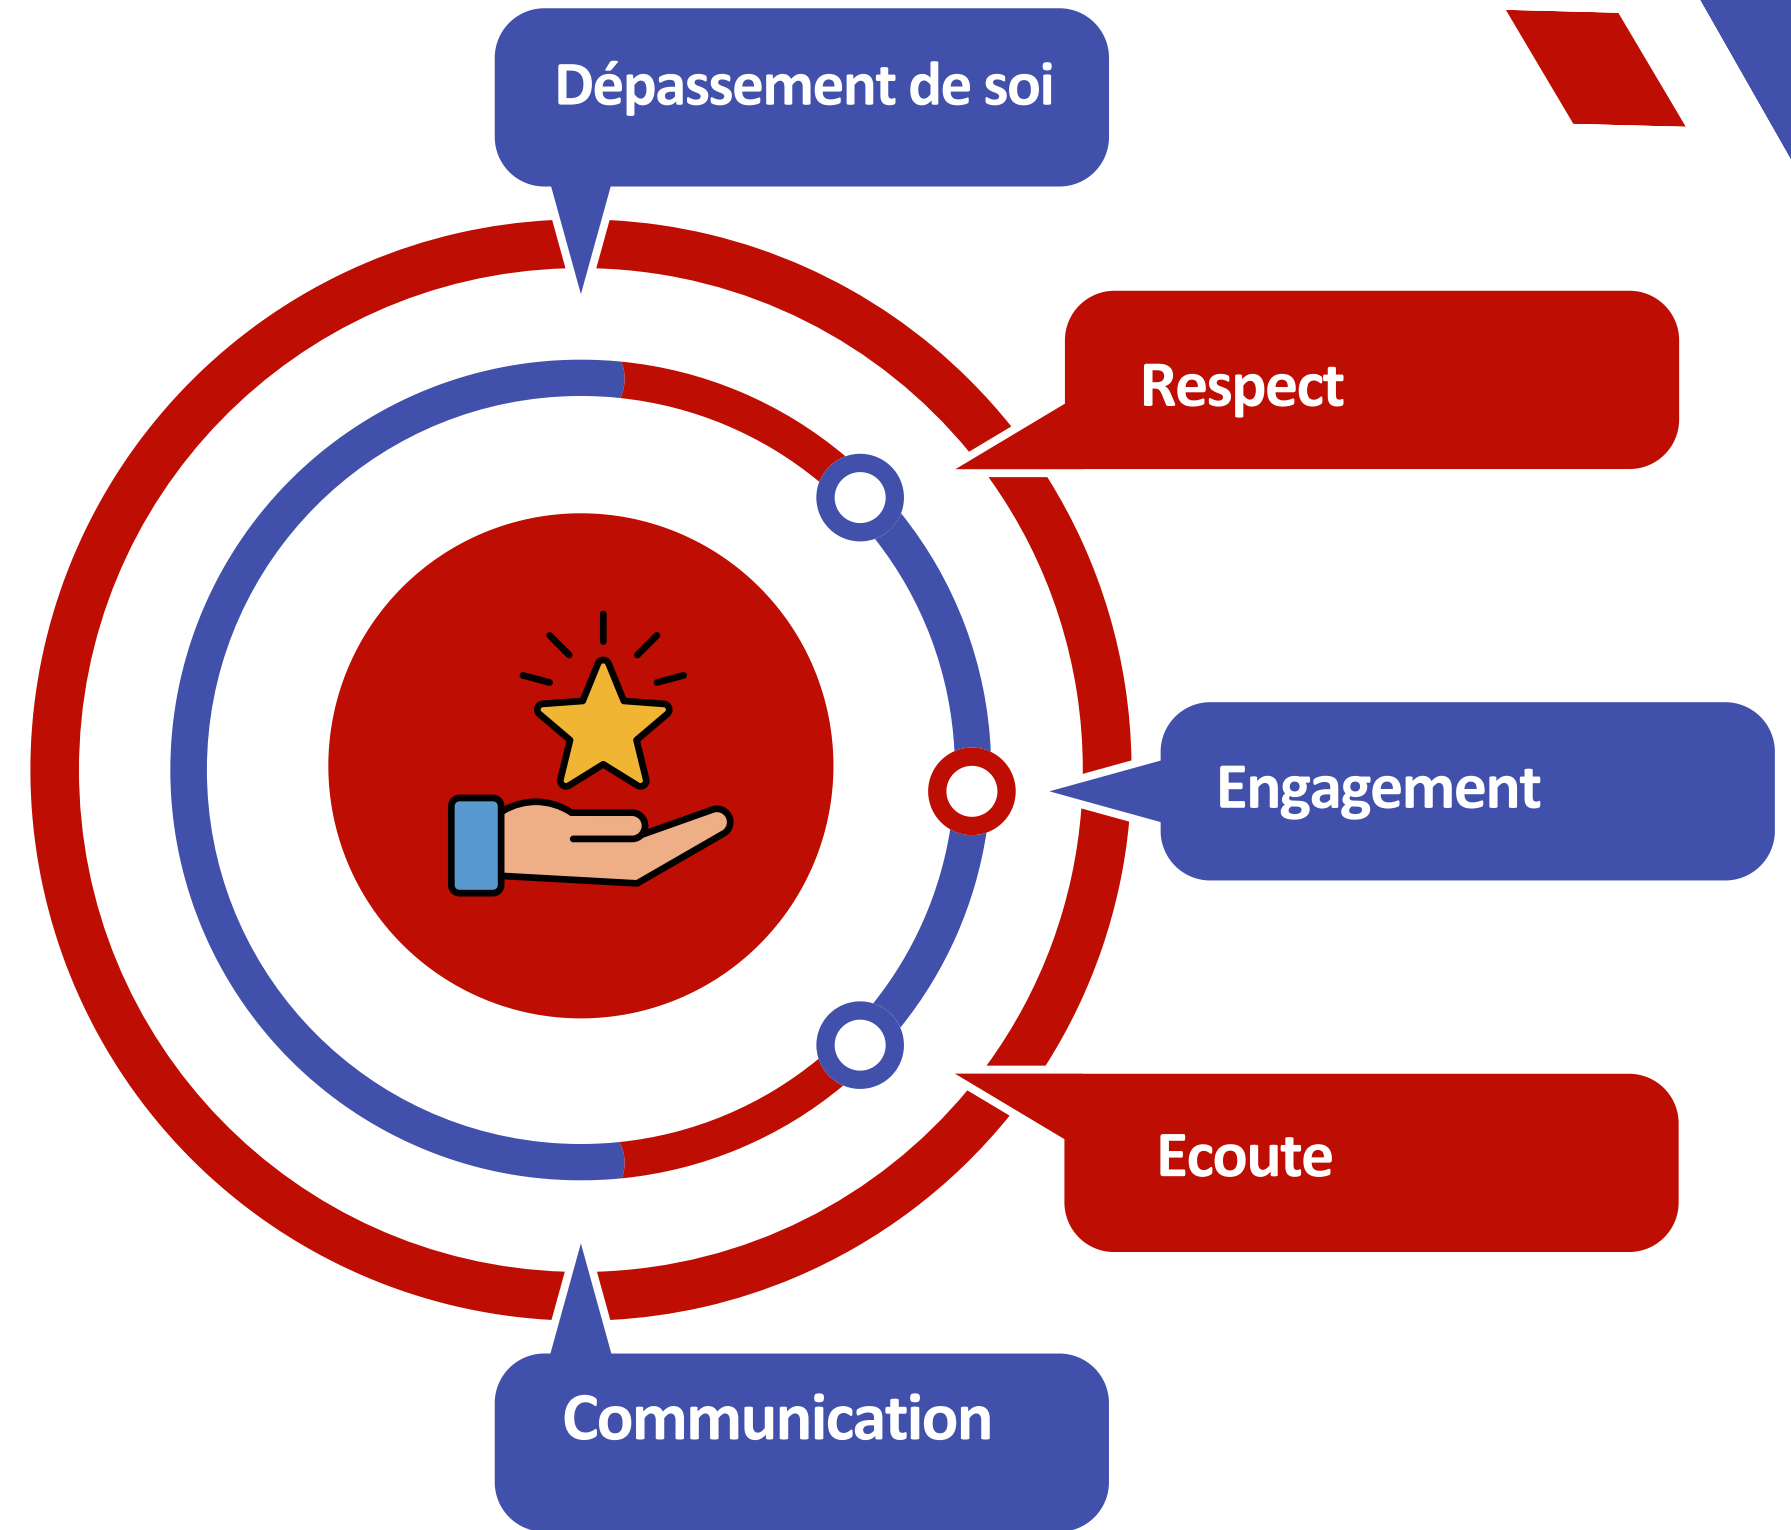 Dépassement de soi
Respect
Engagement
Ecoute
Communication